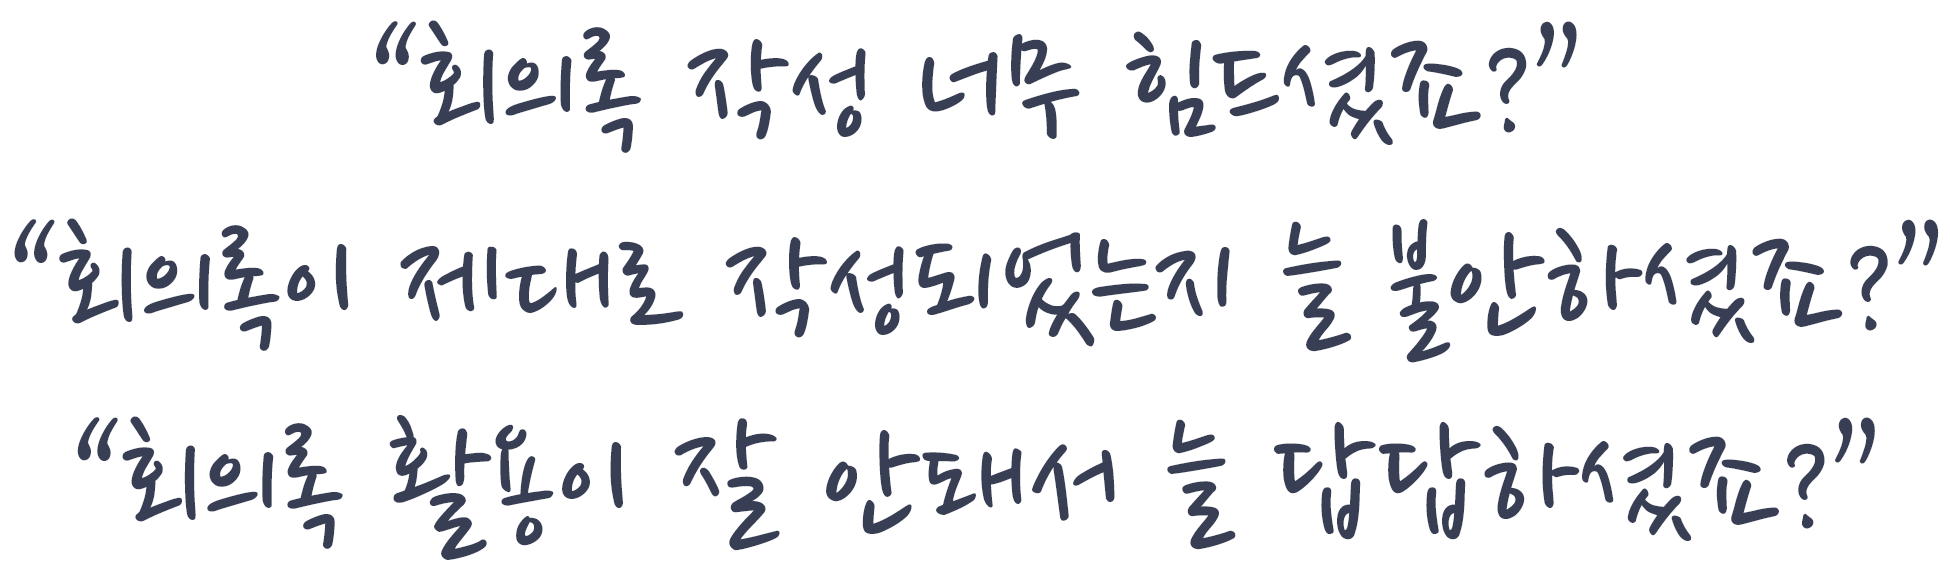 “회의록 작성 너무 힘드셨죠?”
“회의록이 제대로 작성되었는지 늘 불안하셨죠?”
“회의록 활용이 잘 안돼서 늘 답답하셨죠?”